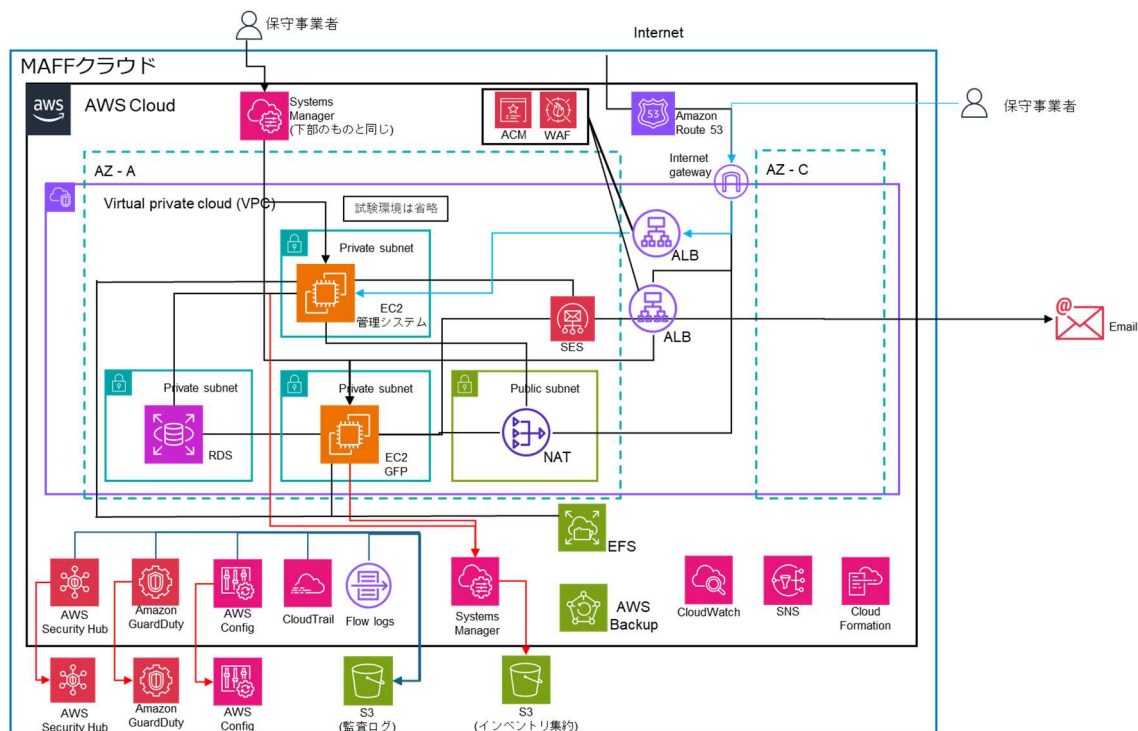 保守事業者
Internet
MAFFクラウド
aws
AWS Cloud
Systems
Manager
(下部のものと同じ)
ACM
WAF
53
Amazon
Route 53
保守事業者
AZ - A
Internet
gateway
AZ - C
Virtual private cloud (VPC)
試験環境は省略
Private subnet
ALB
EC2
管理システム
SES
ALB
@
Email
Private subnet
Private subnet
Public subnet
RDS
EC2
GFP
NAT
EFS
AWS
Security Hub
Amazon
GuardDuty
AWS
Config
CloudTrail
Flow logs
Systems
Manager
AWS
Backup
CloudWatch
SNS
Cloud
Formation
AWS
Security Hub
Amazon
GuardDuty
AWS
Config
S3
(監査ログ)
S3
(インベントリ集約)